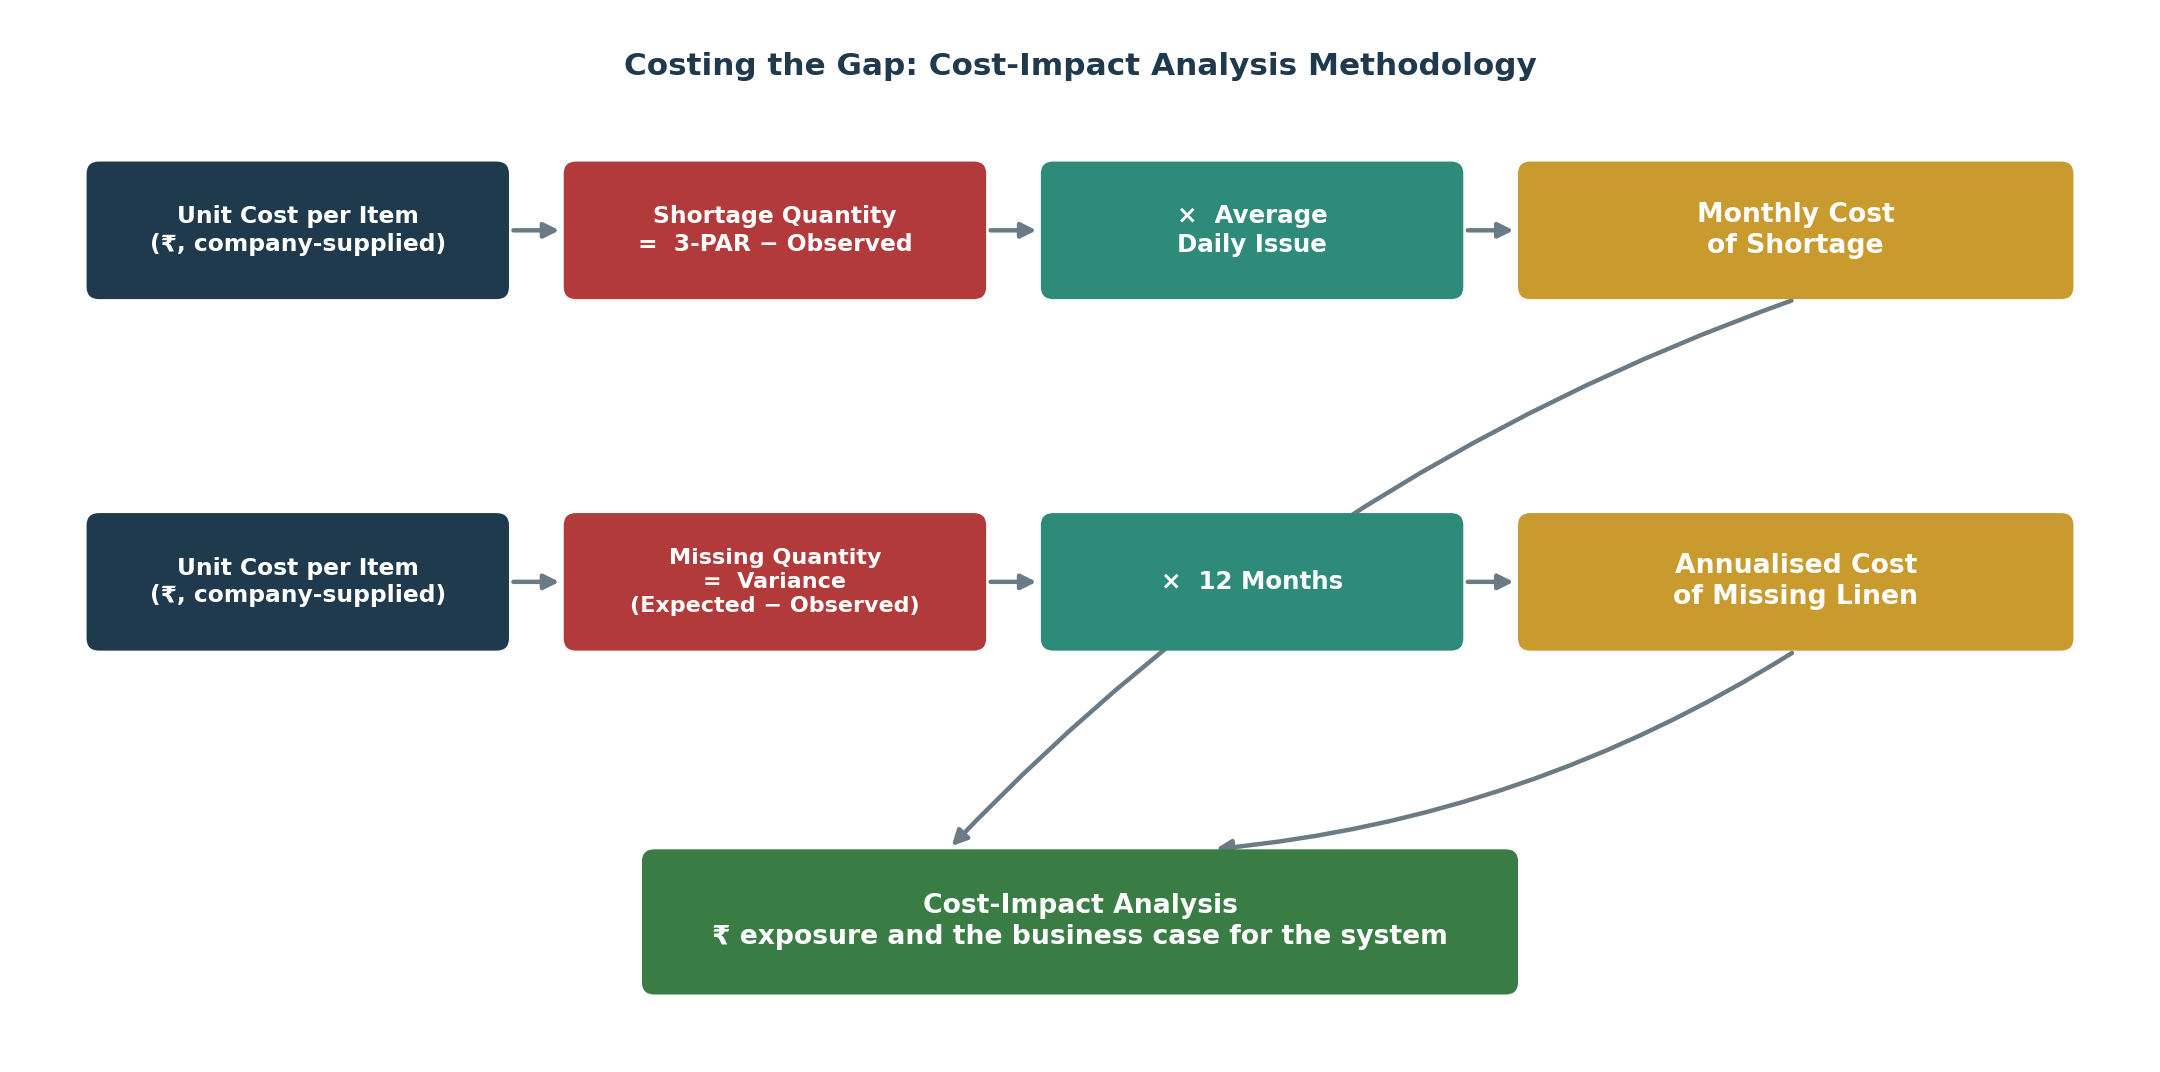 Costing the Gap: Cost-Impact Analysis Methodology
Unit Cost per Item
(₹, company-supplied)
Shortage Quantity
= 3-PAR − Observed
× Average
Daily Issue
Monthly Cost
of Shortage
Unit Cost per Item
(₹, company-supplied)
Missing Quantity
= Variance
(Expected − Observed)
× 12 Months
Annualised Cost
of Missing Linen
Cost-Impact Analysis
₹ exposure and the business case for the system